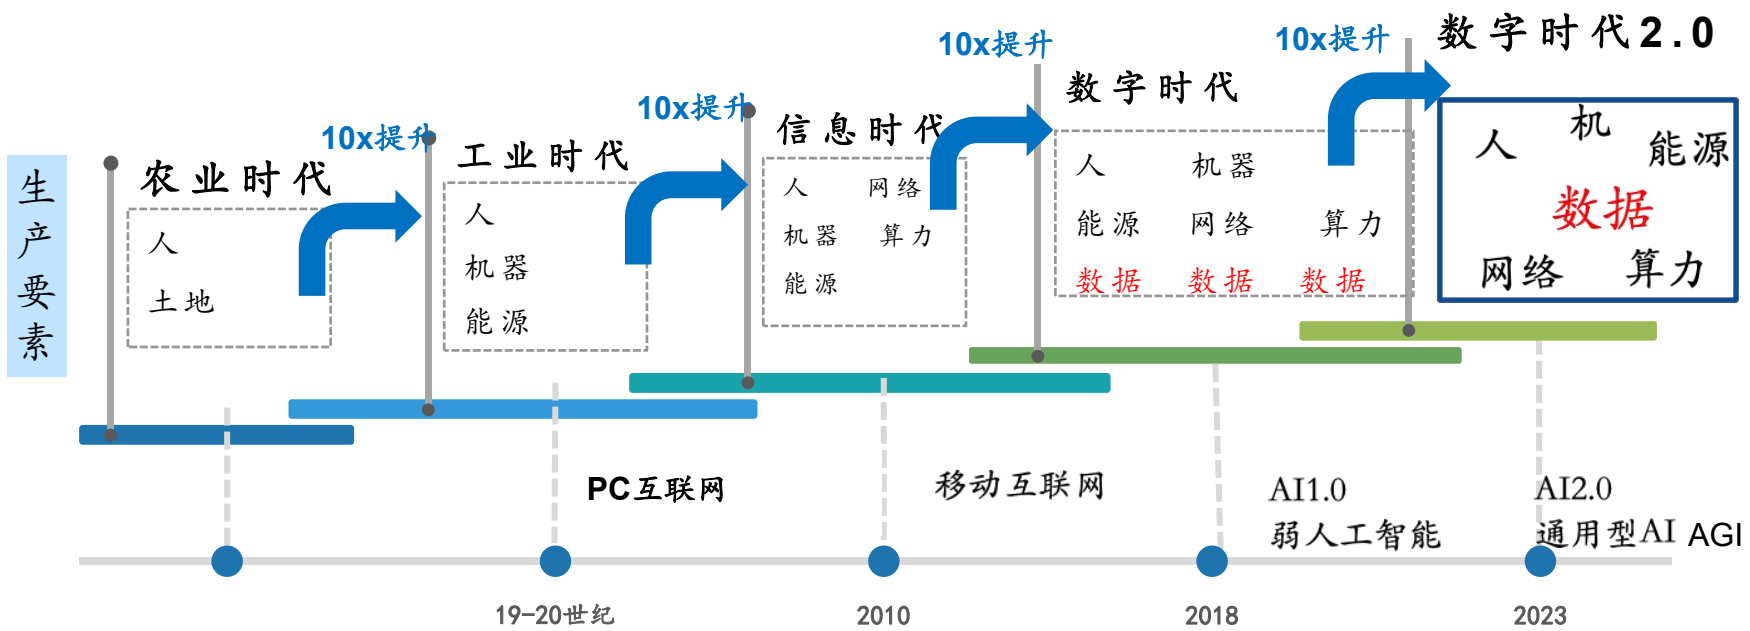 生产要素
农业时代
人
土地
10x提升
工业时代
人
机器
能源
10x提升
信息时代
人 网络
机器 算力
能源
10x提升
数字时代
人 机器
能源 网络 算力
数据 数据 数据
10x提升
数字时代2.0
人 机 能源
数据
网络 算力
PC互联网
移动互联网
AI1.0
弱人工智能
AI2.0
通用型AI AGI
19-20世纪
2010
2018
2023